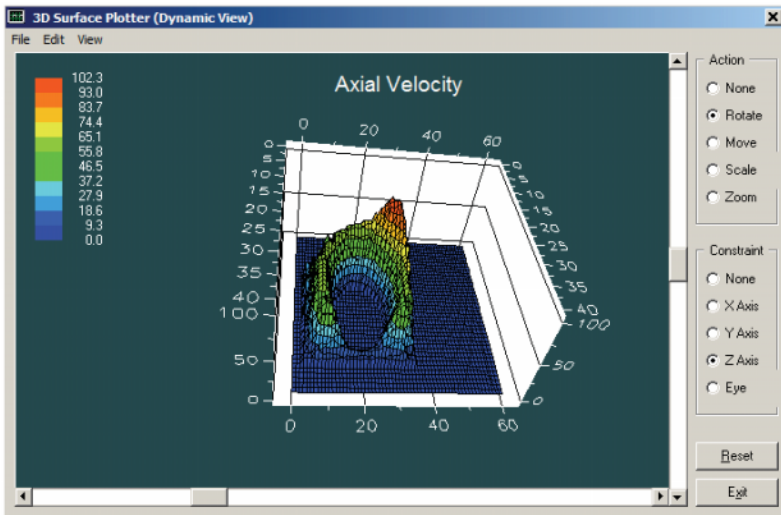 3D Surface Plotter (Dynamic View)
File Edit View
Axial Velocity
102.3
93.0
83.7
74.4
65.1
55.8
46.5
37.2
27.9
18.6
9.3
0.0
0 20 40 60
0
5
10
15
20
25
30
35
40
100
50
0
0 20 40 60
0
5
10
15
20
25
30
35
40
100
50
0
Action
None
Rotate
Move
Scale
Zoom
Constraint
None
X Axis
Y Axis
Z Axis
Eye
Reset
Exit